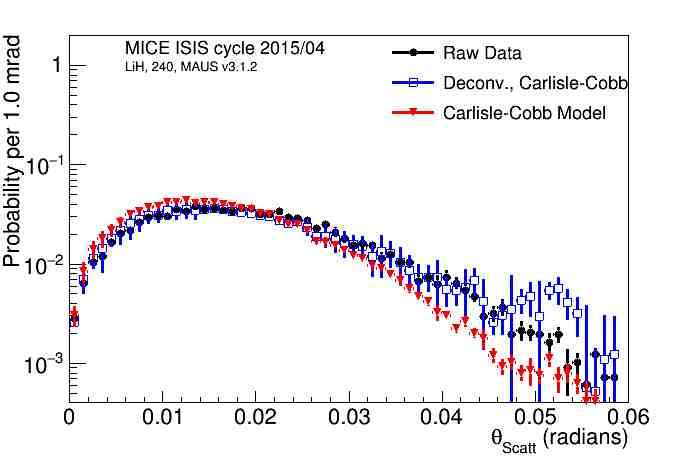 MICE ISIS cycle 2015/04
LiH, 240, MAUS v3.1.2
Raw Data
Deconv., Carlisle-Cobb
Carlisle-Cobb Model
Probability per 1.0 mrad
1
10⁻¹
10⁻²
10⁻³
0 0.01 0.02 0.03 0.04 0.05 0.06
θ_Scatt (radians)